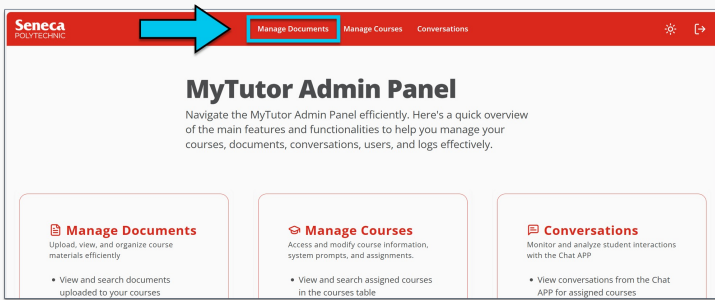 Seneca
POLYTECHNIC
Manage Documents Manage Courses Conversations
MyTutor Admin Panel
Navigate the MyTutor Admin Panel efficiently. Here's a quick overview
of the main features and functionalities to help you manage your
courses, documents, conversations, users, and logs effectively.
Manage Documents
Upload, view, and organize course
materials efficiently
• View and search documents
uploaded to your courses
Manage Courses
Access and modify course information,
system prompts, and assignments.
• View and search assigned courses
in the courses table
Conversations
Monitor and analyze student interactions
with the Chat APP
• View conversations from the Chat
APP for assigned courses